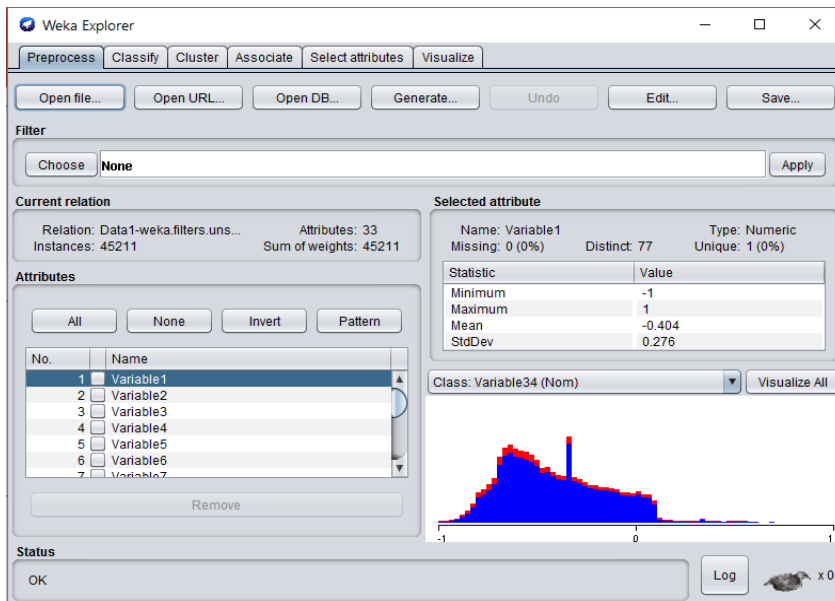 Weka Explorer
Preprocess Classify Cluster Associate Select attributes Visualize
Open file... Open URL... Open DB... Generate... Undo Edit... Save...
Filter
Choose None Apply
Current relation
Relation: Data1-weka.filters.uns... Attributes: 33
Instances: 45211 Sum of weights: 45211
Selected attribute
Name: Variable1 Type: Numeric
Missing: 0 (0%) Distinct: 77 Unique: 1 (0%)
Statistic Value
Minimum -1
Maximum 1
Mean -0.404
StdDev 0.276
Attributes
All None Invert Pattern
No. Name
1 Variable1
2 Variable2
3 Variable3
4 Variable4
5 Variable5
6 Variable6
7 Variable7
Remove
Class: Variable34 (Nom) Visualize All
-1 0 1
Status
OK
Log x 0